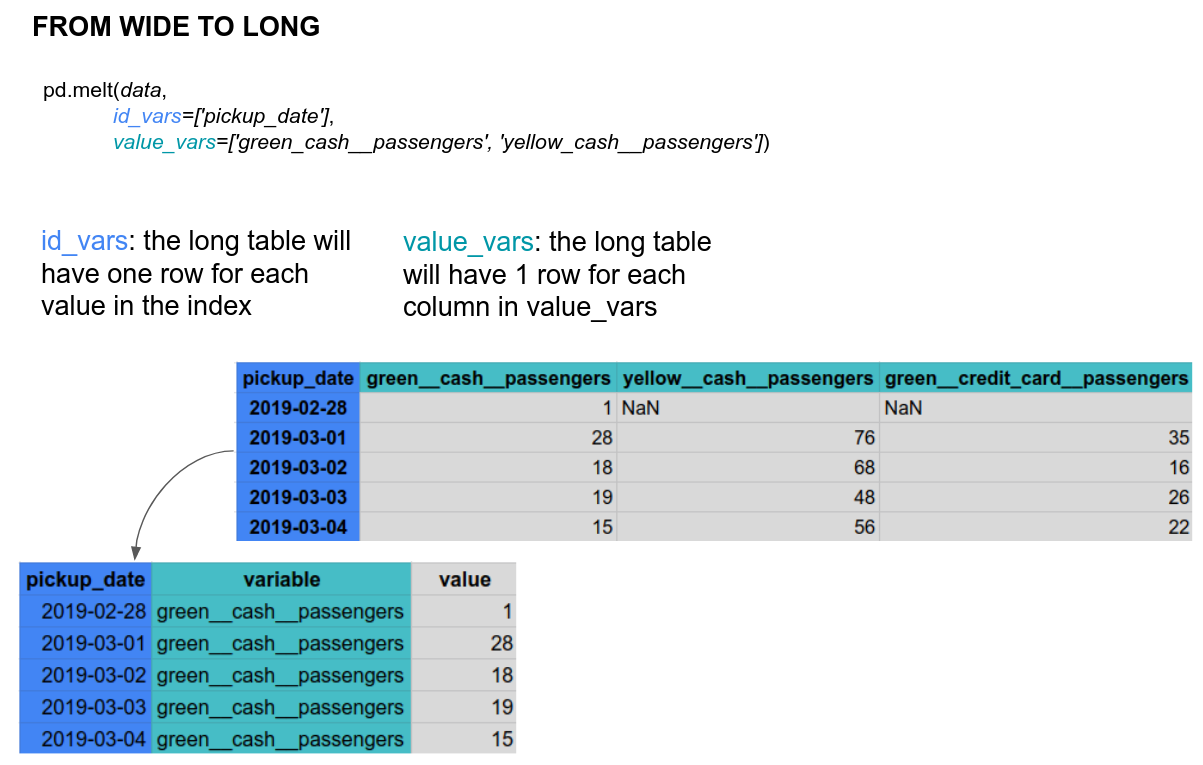 FROM WIDE TO LONG
pd.melt(data,
id_vars=['pickup_date'],
value_vars=['green_cash__passengers', 'yellow_cash__passengers'])
id_vars: the long table will
have one row for each
value in the index
value_vars: the long table
will have 1 row for each
column in value_vars
pickup_date green__cash__passengers yellow__cash__passengers green__credit_card__passengers
2019-02-28 1 NaN NaN
2019-03-01 28 76 35
2019-03-02 18 68 16
2019-03-03 19 48 26
2019-03-04 15 56 22
pickup_date variable value
2019-02-28 green__cash__passengers 1
2019-03-01 green__cash__passengers 28
2019-03-02 green__cash__passengers 18
2019-03-03 green__cash__passengers 19
2019-03-04 green__cash__passengers 15